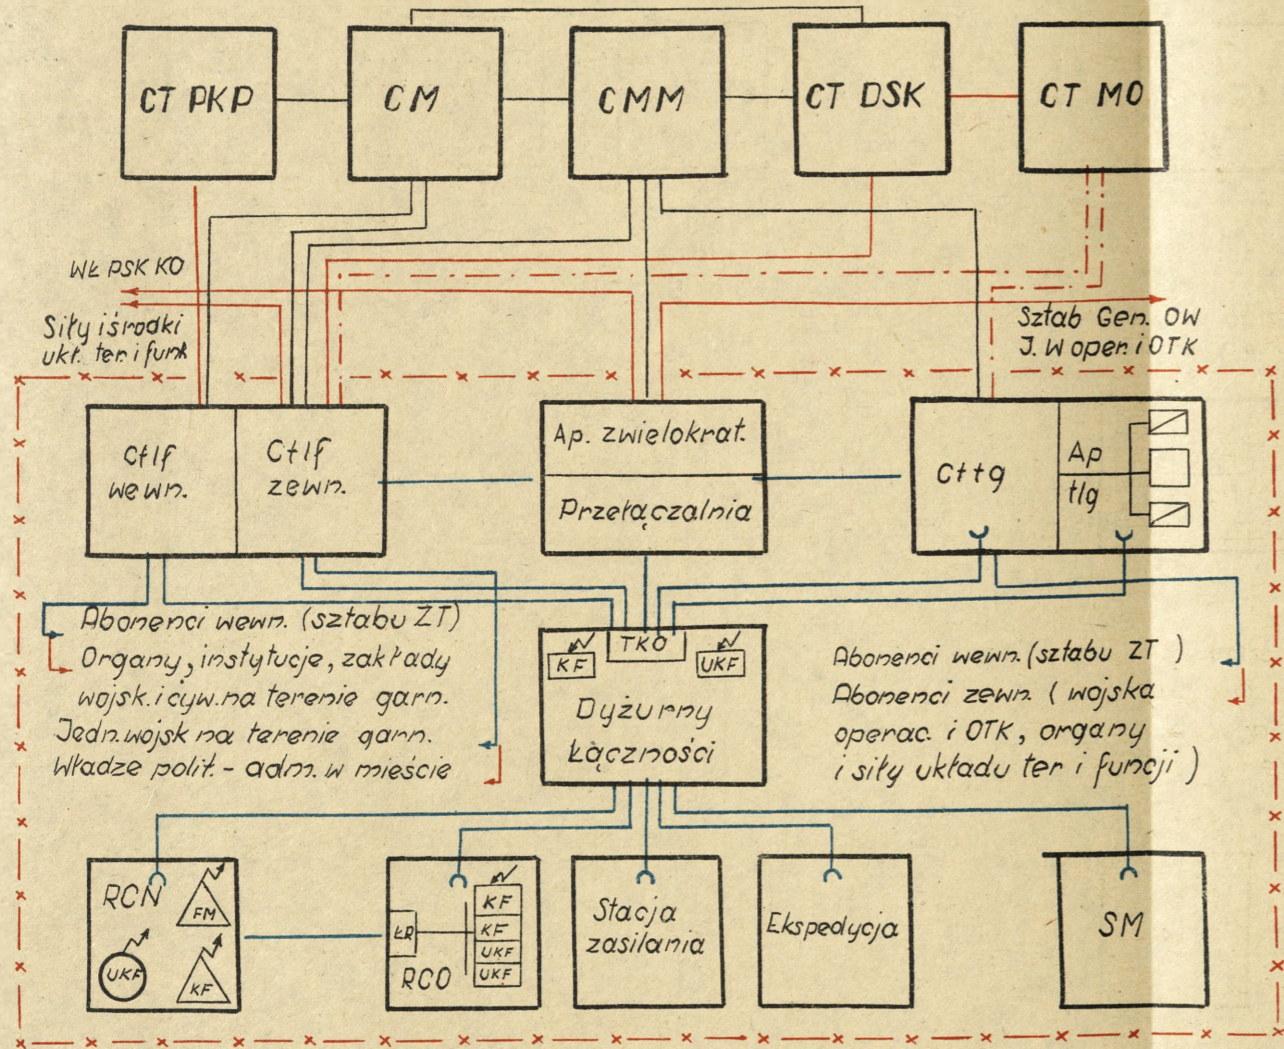 CT PKP
CM
CMM
CT DSK
CT MO
WŁ PSK KO
Siły i środki
ukł. ter. i funk
Sztab Gen. OW
J. W oper. i OTK
Ctlf
wewn.
Ctlf
zewn.
Ap. zwielokrat.
Przełączalnia
Cttg
Ap
tlg
Abonenci wewn. (sztabu ZT)
Organy, instytucje, zakłady
wojsk. i cyw. na terenie garn.
Jedn. wojsk na terenie garn.
Władze polit. - adm. w mieście
KF
TKO
UKF
Dyżurny
Łączności
Abonenci wewn. (sztabu ZT )
Abonenci zewn. ( wojska
operac. i OTK, organy
i siły układu ter i funcji )
RCN
FM
UKF
KF
ŁR
RCO
KF
KF
UKF
UKF
Stacja
zasilania
Ekspedycja
SM